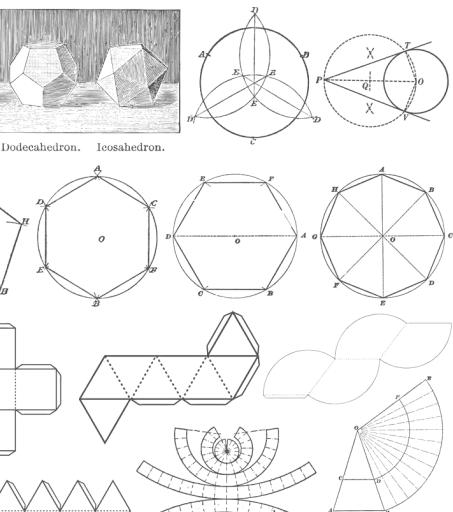 D
A B
E E
E
D D
C
T
P Q O
V
Dodecahedron. Icosahedron.
H
B
A
D C
O
E
B
E F
D O A
C B
A
H B
G O C
F D
E
O
C D
A